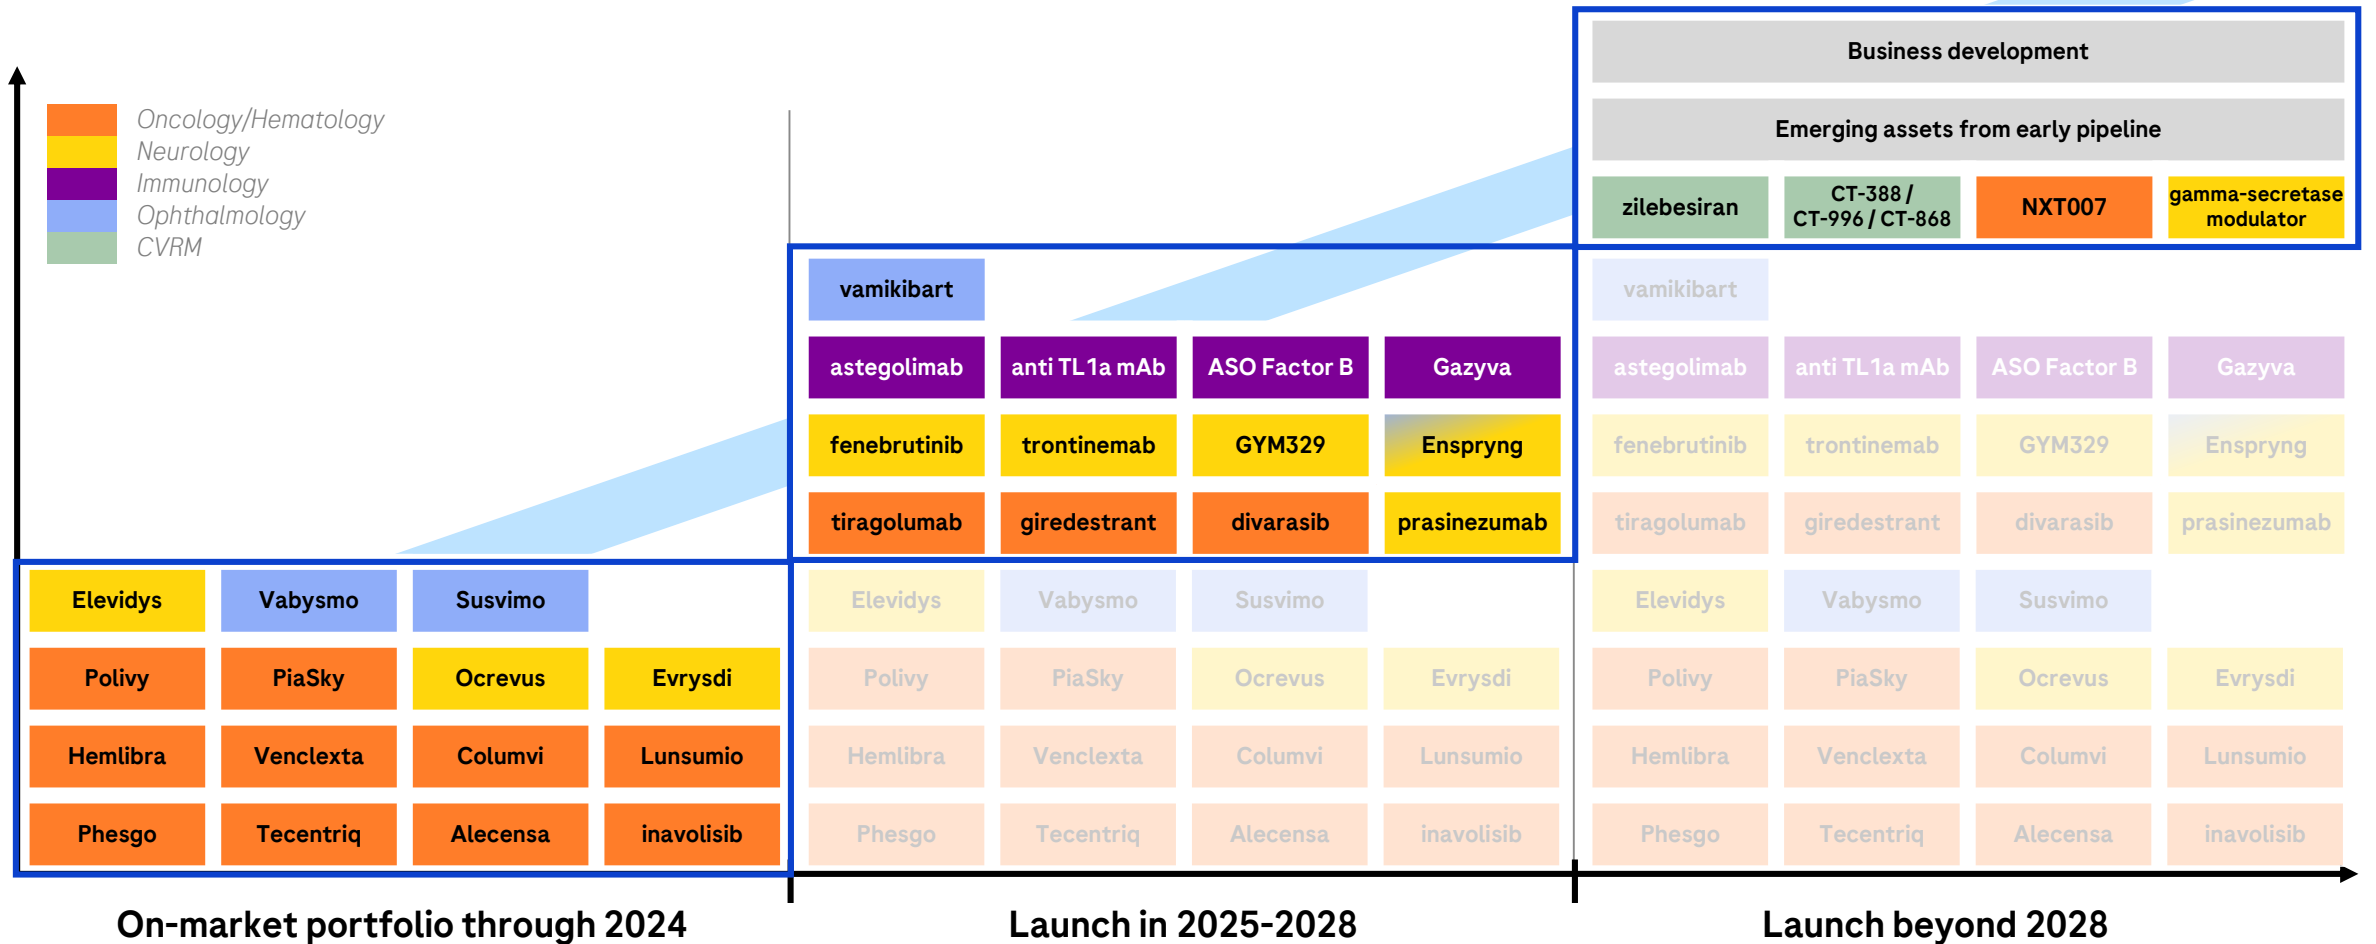 Business development
Emerging assets from early pipeline
zilebesiran
CT-388 /
CT-996 / CT-868
NXT007
gamma-secretase
modulator
Oncology/Hematology
Neurology
Immunology
Ophthalmology
CVRM
vamikibart
vamikibart
astegolimab
anti TL1a mAb
ASO Factor B
Gazyva
astegolimab
anti TL1a mAb
ASO Factor B
Gazyva
fenebrutinib
trontinemab
GYM329
Enspryng
fenebrutinib
trontinemab
GYM329
Enspryng
tiragolumab
giredestrant
divarasib
prasinezumab
tiragolumab
giredestrant
divarasib
prasinezumab
Elevidys
Vabysmo
Susvimo
Elevidys
Vabysmo
Susvimo
Elevidys
Vabysmo
Susvimo
Polivy
PiaSky
Ocrevus
Evrysdi
Polivy
PiaSky
Ocrevus
Evrysdi
Polivy
PiaSky
Ocrevus
Evrysdi
Hemlibra
Venclexta
Columvi
Lunsumio
Hemlibra
Venclexta
Columvi
Lunsumio
Hemlibra
Venclexta
Columvi
Lunsumio
Phesgo
Tecentriq
Alecensa
inavolisib
Phesgo
Tecentriq
Alecensa
inavolisib
Phesgo
Tecentriq
Alecensa
inavolisib
On-market portfolio through 2024
Launch in 2025-2028
Launch beyond 2028